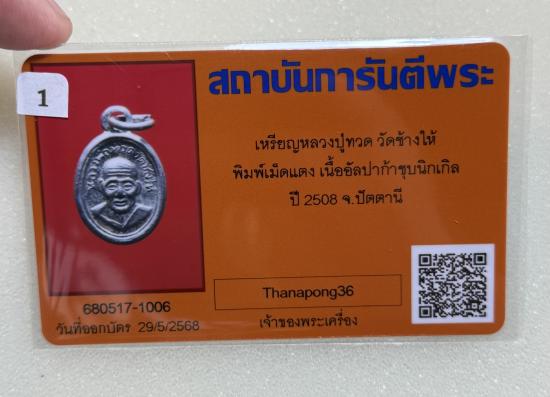 1
สถาบันการันตีพระ
เหรียญหลวงปู่ทวด วัดช้างให้
พิมพ์เม็ดแตง เนื้ออัลปาก้าชุบนิกเกิล
ปี 2508 จ.ปัตตานี
Thanapong36
เจ้าของพระเครื่อง
680517-1006
วันที่ออกบัตร 29/5/2568